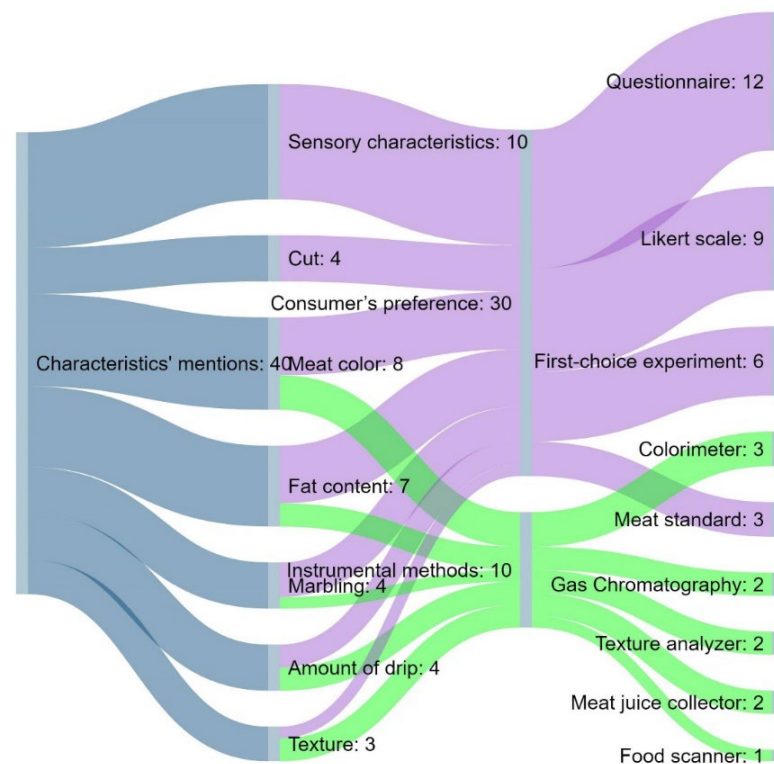 Questionnaire: 12
Sensory characteristics: 10
Likert scale: 9
Cut: 4
Consumer's preference: 30
Characteristics' mentions: 40
Meat color: 8
First-choice experiment: 6
Colorimeter: 3
Fat content: 7
Meat standard: 3
Instrumental methods: 10
Marbling: 4
Gas Chromatography: 2
Texture analyzer: 2
Amount of drip: 4
Meat juice collector: 2
Texture: 3
Food scanner: 1